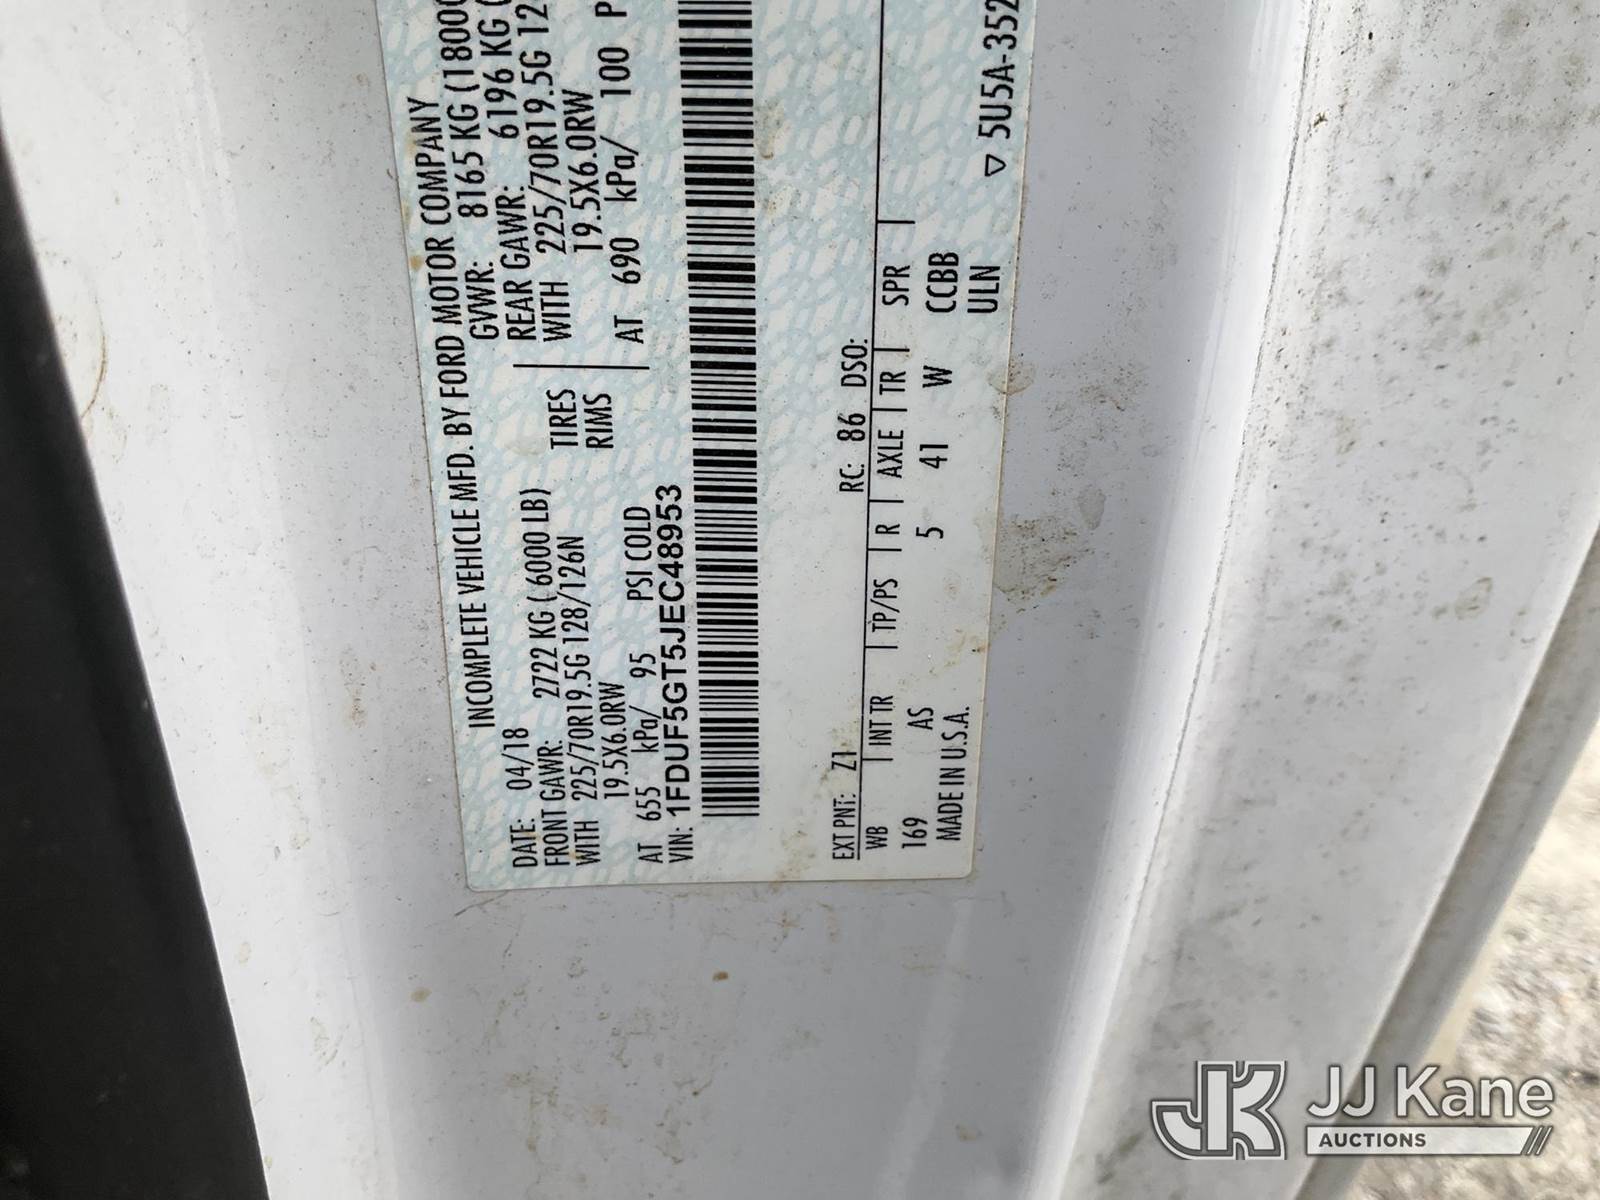 INCOMPLETE VEHICLE MFD. BY FORD MOTOR COMPANY
DATE: 04/18 GVWR: 8165 KG (18000
FRONT GAWR: 2722 KG ( 6000 LB) REAR GAWR: 6196 KG (
WITH 225/70R19.5G 128/126N TIRES WITH 225/70R19.5G 12
19.5X6.0RW RIMS 19.5X6.0RW
AT 655 kPa/ 95 PSI COLD AT 690 kPa/ 100 P
VIN: 1FDUF5GT5JEC48953
EXT PNT: Z1 RC: 86 DSO:
WB INT TR TP/PS R AXLE TR SPR
169 AS 5 41 W CCBB
MADE IN U.S.A. ULN
▽ 5U5A-352
JJ Kane
AUCTIONS